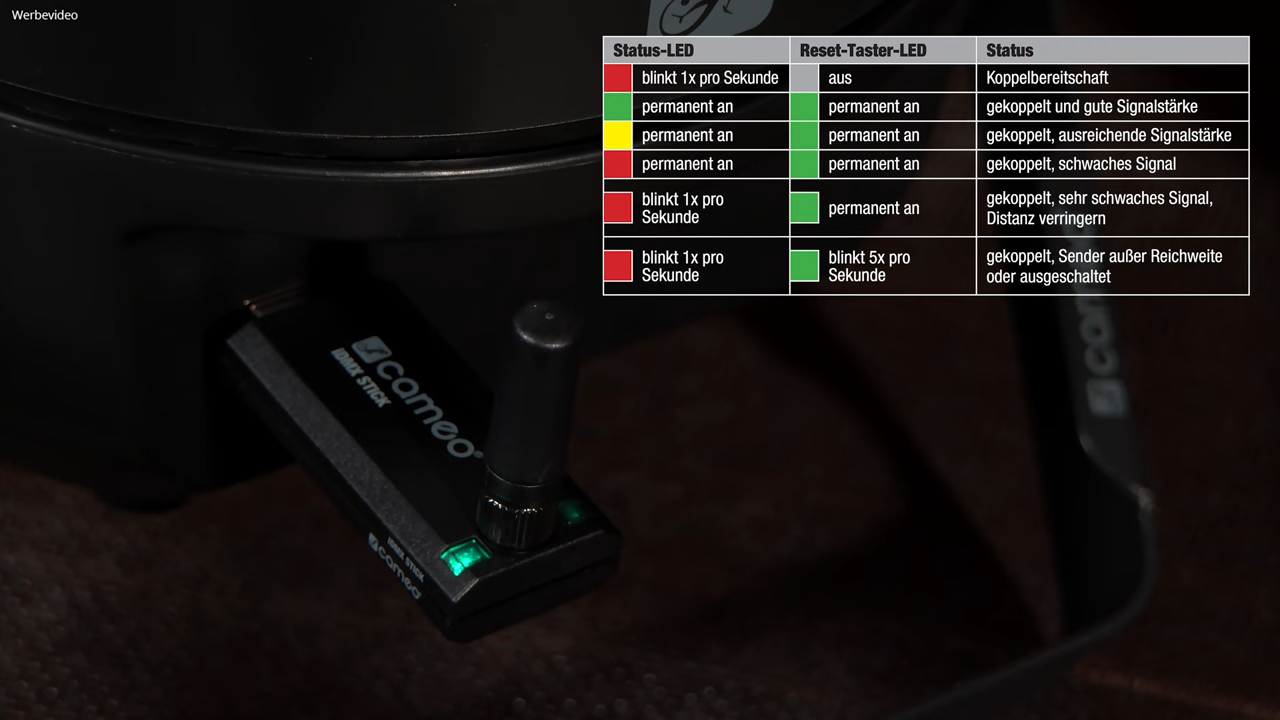 Werbevideo
Status-LED Reset-Taster-LED Status
blinkt 1x pro Sekunde aus Koppelbereitschaft
permanent an permanent an gekoppelt und gute Signalstärke
permanent an permanent an gekoppelt, ausreichende Signalstärke
permanent an permanent an gekoppelt, schwaches Signal
blinkt 1x pro
Sekunde
permanent an
gekoppelt, sehr schwaches Signal,
Distanz verringern
blinkt 1x pro
Sekunde
blinkt 5x pro
Sekunde
gekoppelt, Sender außer Reichweite
oder ausgeschaltet
cameo®
iDMX STICK
iDMX STICK
cameo